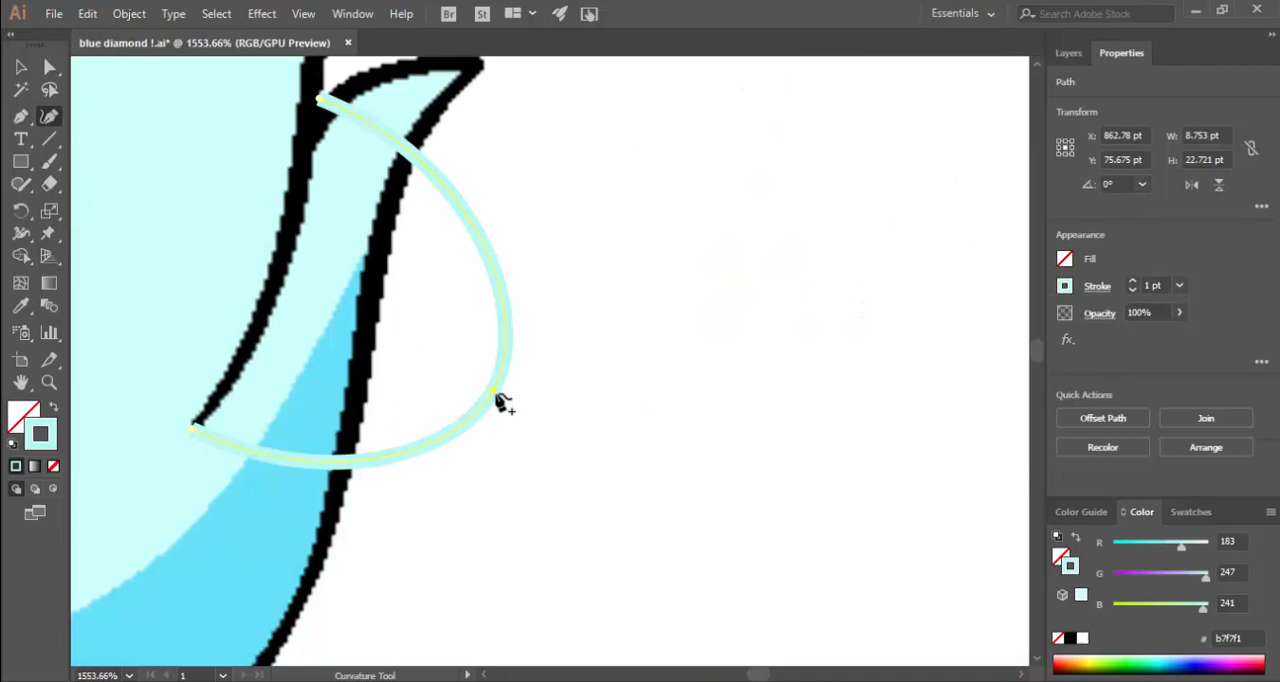 Ai File Edit Object Type Select Effect View Window Help Br St Essentials Search Adobe Stock
blue diamond !.ai* @ 1553.66% (RGB/GPU Preview) ×
Layers Properties
Path
Transform
X: 862.78 pt W: 8.753 pt
Y: 75.675 pt H: 22.721 pt
0°
Appearance
Fill
Stroke 1 pt
Opacity 100%
fx.
Quick Actions
Offset Path Join
Recolor Arrange
Color Guide Color Swatches
R 183
G 247
B 241
# b7f7f1
1553.66% 1 Curvature Tool